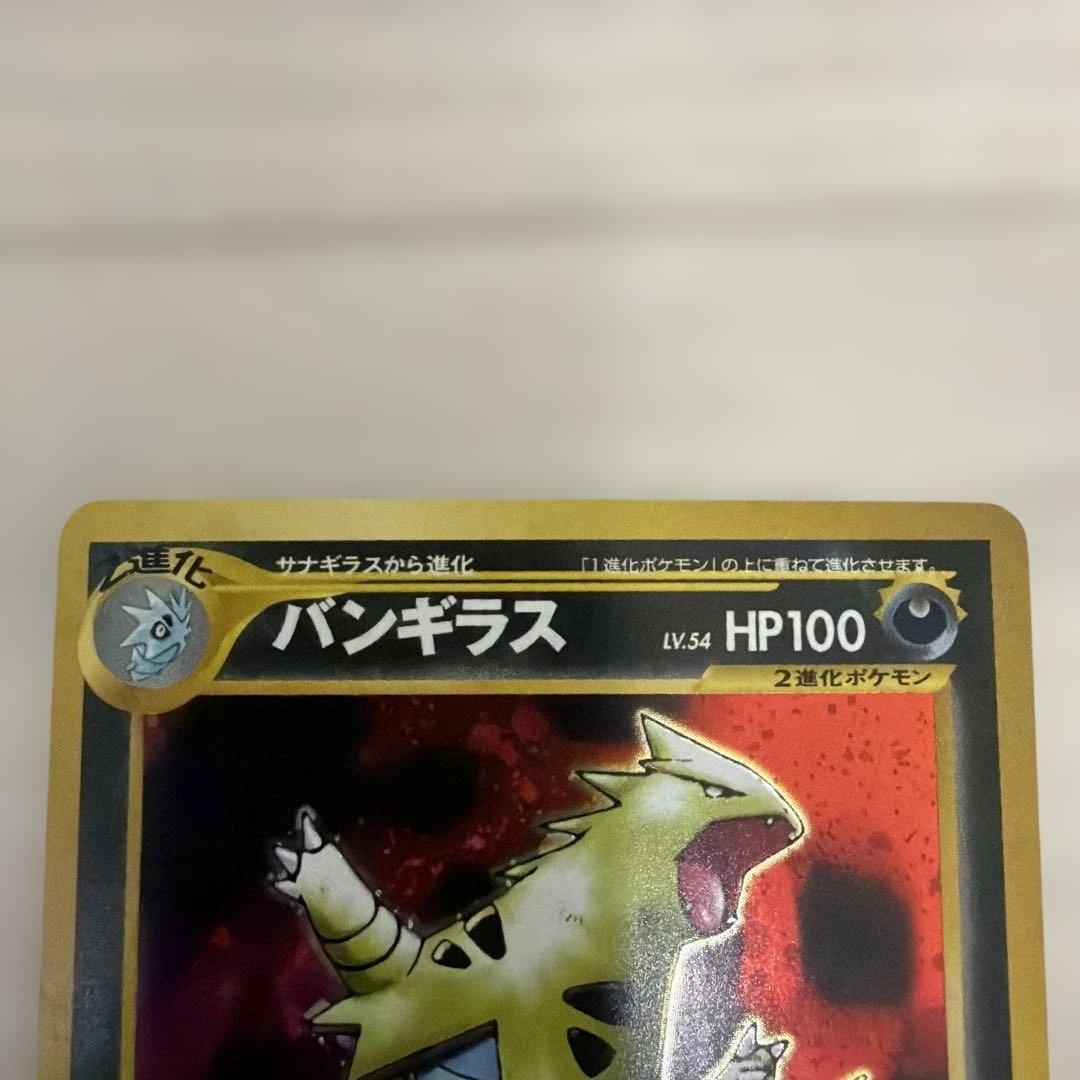 2進化
サナギラスから進化
「1進化ポケモン」の上に重ねて進化させます。
バンギラス LV.54 HP100
2進化ポケモン